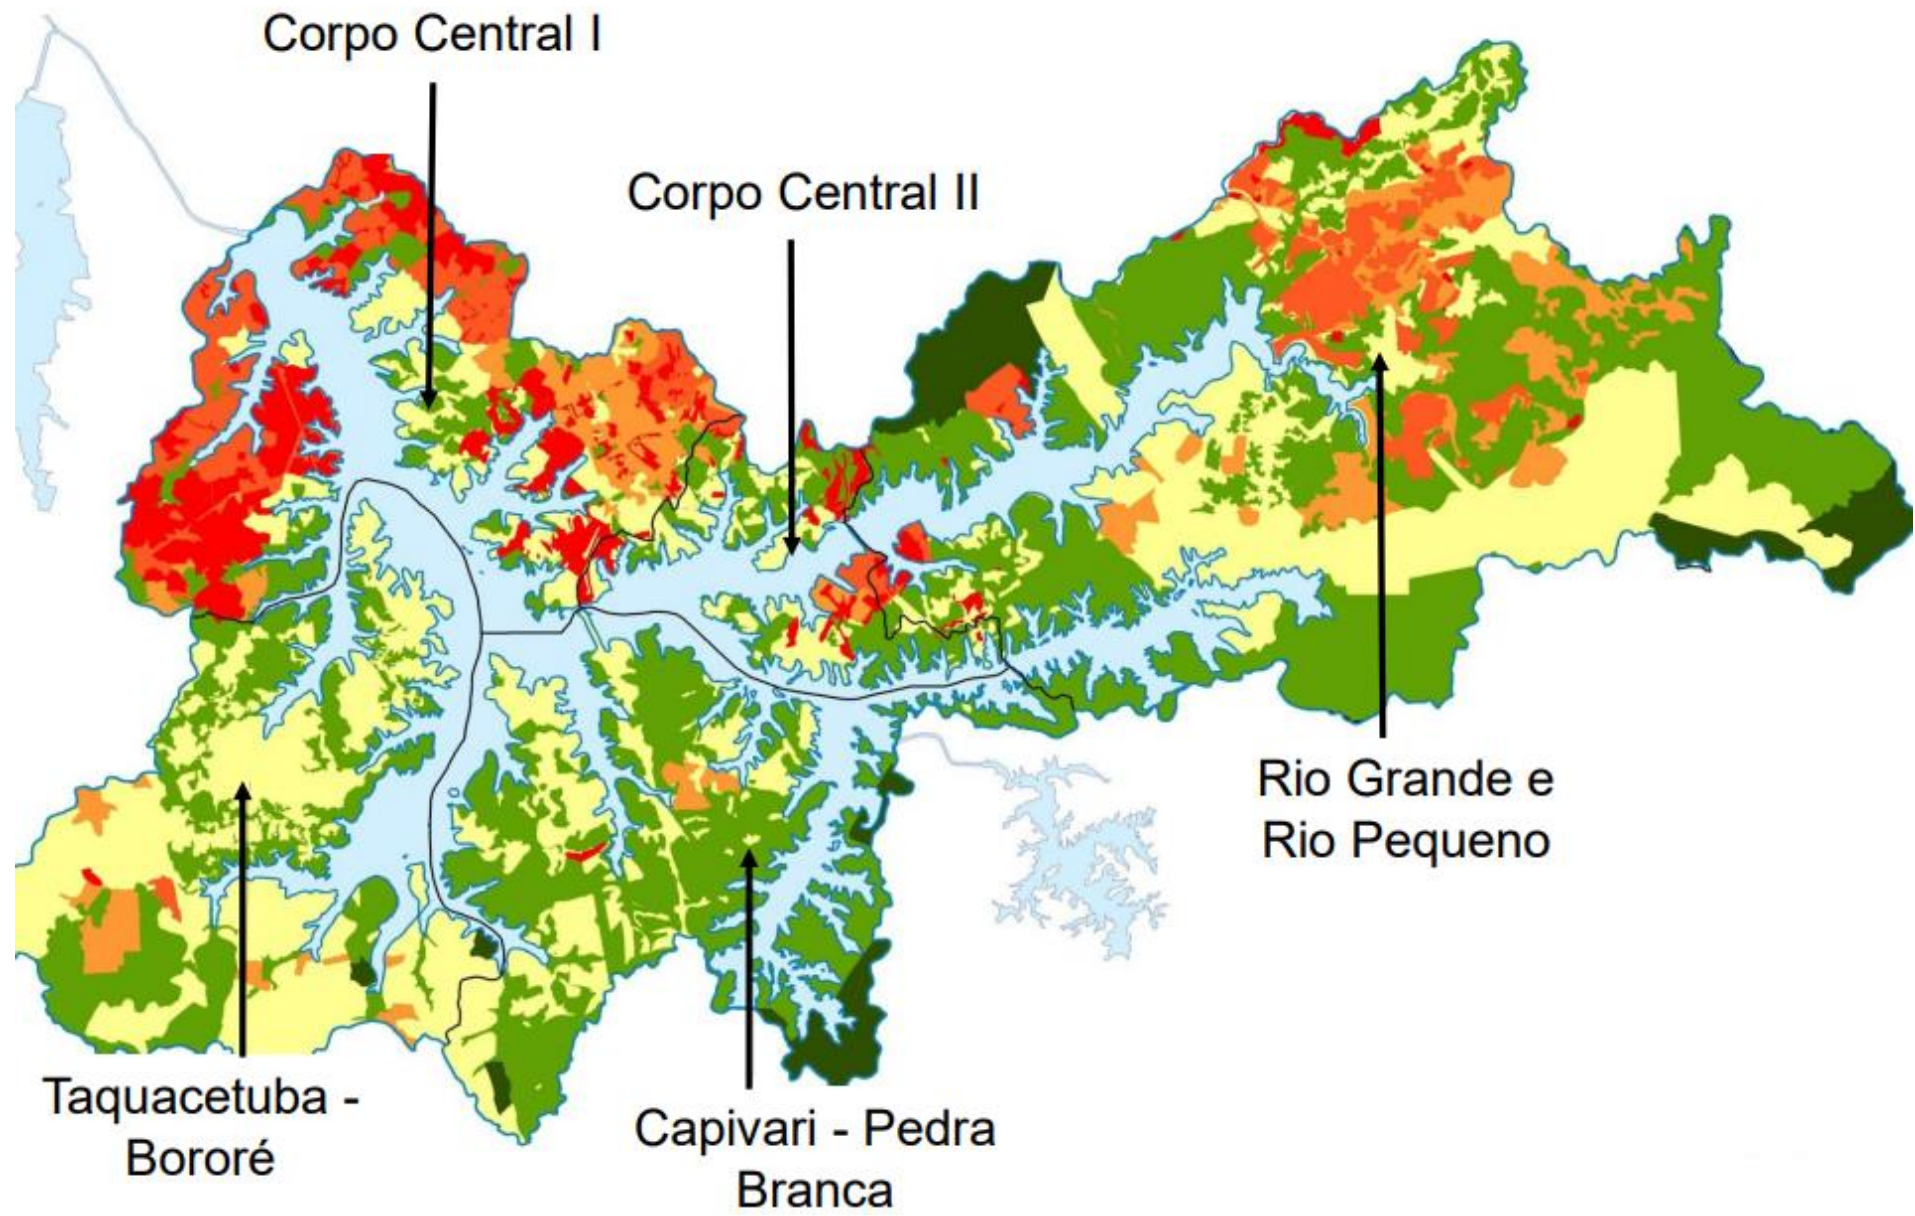 Corpo Central I
Corpo Central II
Rio Grande e
Rio Pequeno
Taquacetuba -
Bororé
Capivari - Pedra
Branca